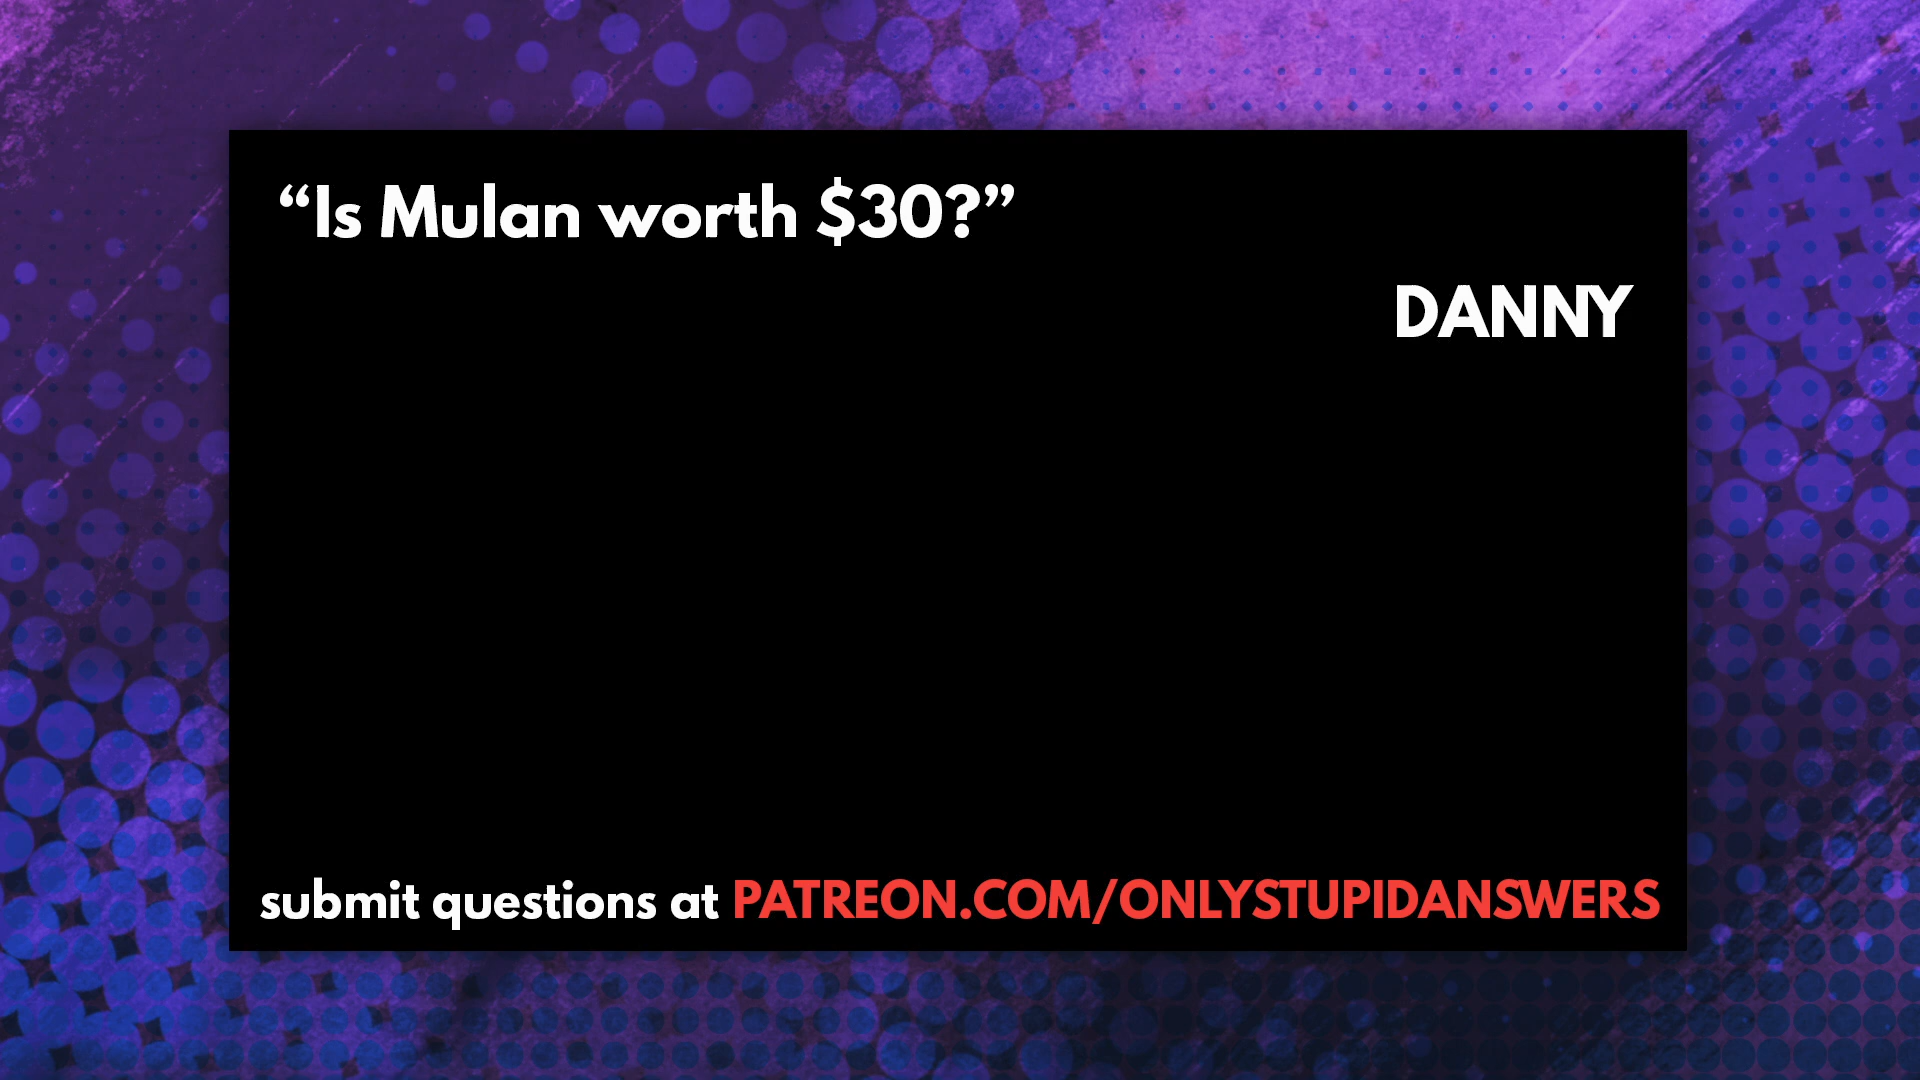 “Is Mulan worth $30?”
DANNY
submit questions at PATREON.COM/ONLYSTUPIDANSWERS